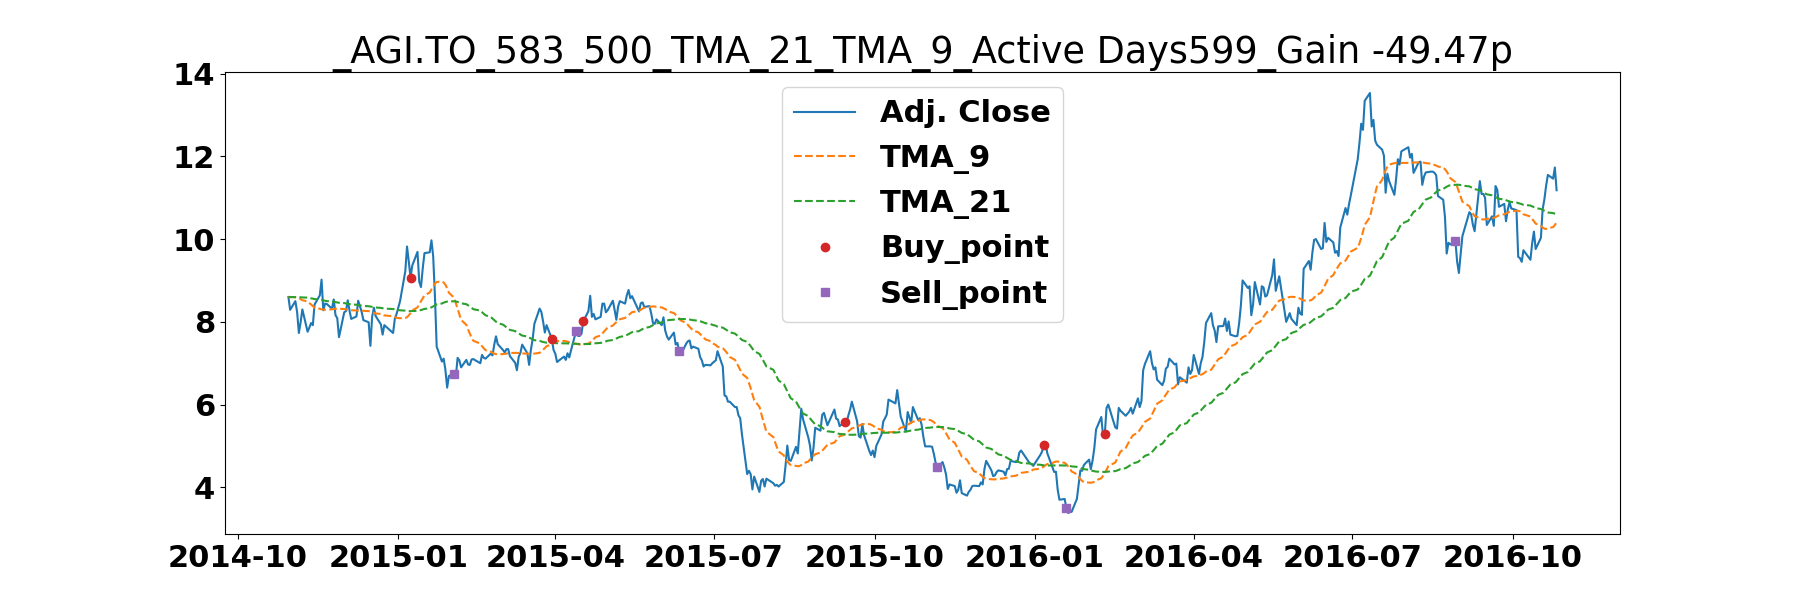 _AGI.TO_583_500_TMA_21_TMA_9_Active Days599_Gain -49.47p
14
12
10
8
6
4
Adj. Close
TMA_9
TMA_21
Buy_point
Sell_point
2014-10 2015-01 2015-04 2015-07 2015-10 2016-01 2016-04 2016-07 2016-10